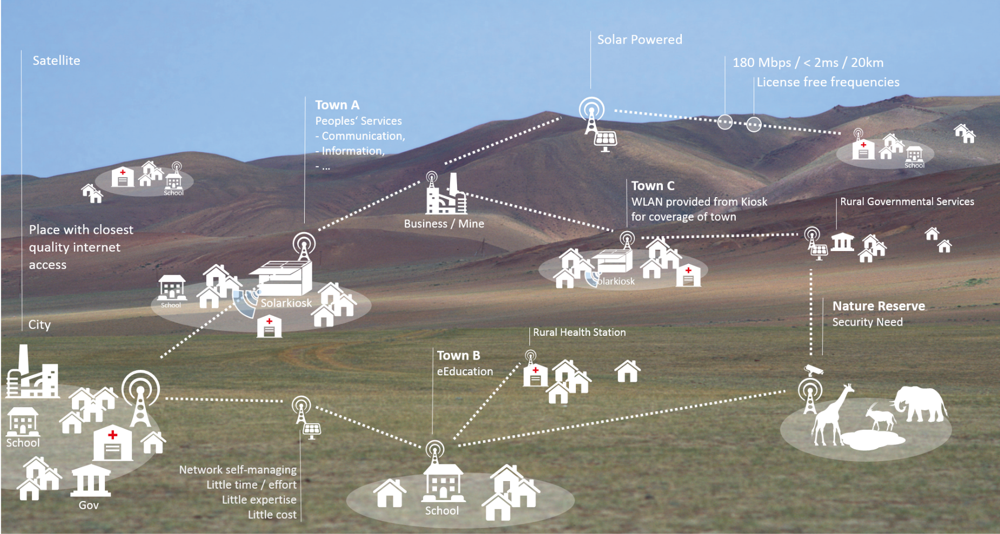 Satellite
Solar Powered
180 Mbps / < 2ms / 20km
License free frequencies
Town A
Peoples‘ Services
- Communication,
- Information,
- ...
School
School
Town C
WLAN provided from Kiosk
for coverage of town
Rural Governmental Services
Business / Mine
Place with closest
quality internet
access
Solarkiosk
School
Solarkiosk
Nature Reserve
Security Need
City
Rural Health Station
Town B
eEducation
School
Network self-managing
Little time / effort
Little expertise
Little cost
Gov
School